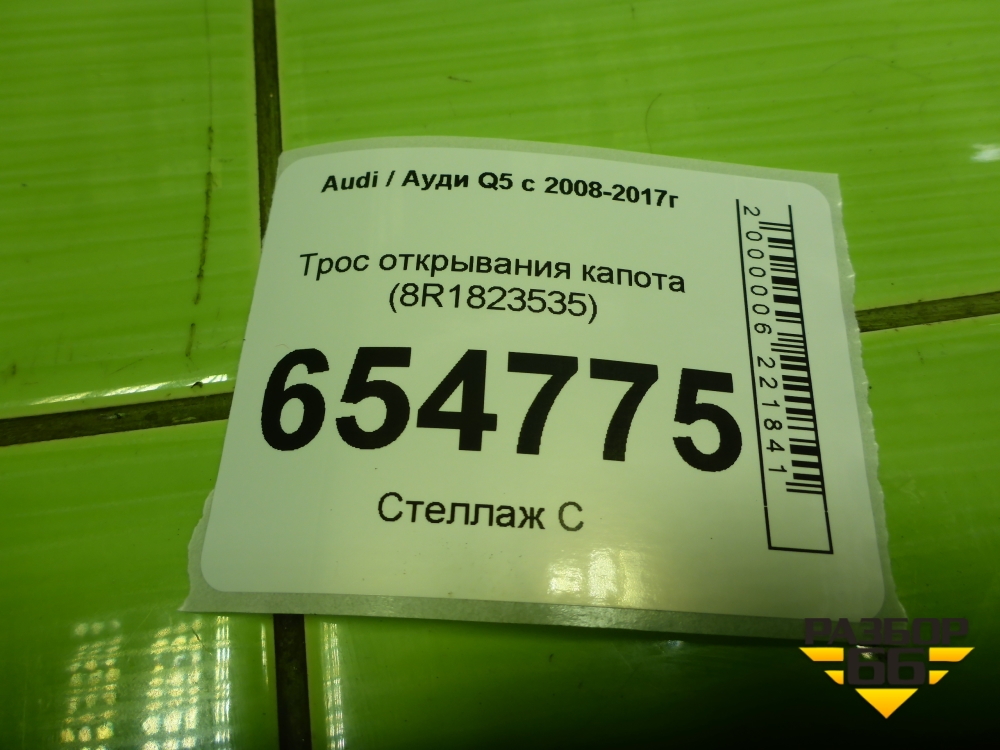 Audi / Ауди Q5 с 2008-2017г
Трос открывания капота
(8R1823535)
654775
Стеллаж С
2000006221841
РАЗБОР
66